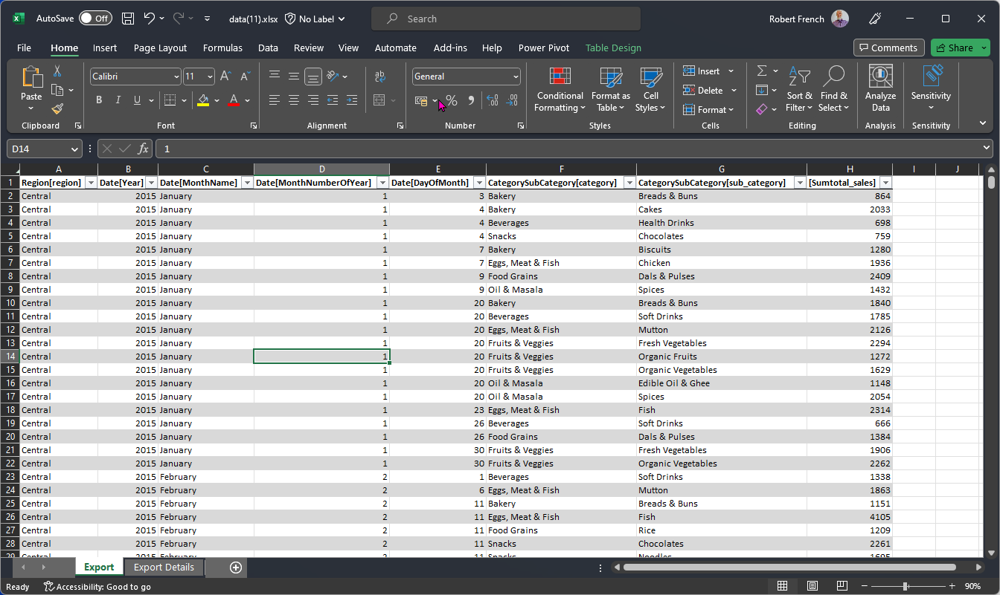 AutoSave Off data(11).xlsx No Label Search Robert French
File Home Insert Page Layout Formulas Data Review View Automate Add-ins Help Power Pivot Table Design Comments Share
Paste Calibri 11 General Conditional Formatting Format as Table Cell Styles Insert Delete Format Sort & Filter Find & Select Analyze Data Sensitivity
Clipboard Font Alignment Number Styles Cells Editing Analysis Sensitivity
D14 fx 1
A B C D E F G H I J
1 Region[region] Date[Year] Date[MonthName] Date[MonthNumberOfYear] Date[DayOfMonth] CategorySubCategory[category] CategorySubCategory[sub_category] [Sumtotal_sales]
2 Central 2015 January 1 3 Bakery Breads & Buns 864
3 Central 2015 January 1 4 Bakery Cakes 2033
4 Central 2015 January 1 4 Beverages Health Drinks 698
5 Central 2015 January 1 4 Snacks Chocolates 759
6 Central 2015 January 1 7 Bakery Biscuits 1280
7 Central 2015 January 1 7 Eggs, Meat & Fish Chicken 1936
8 Central 2015 January 1 9 Food Grains Dals & Pulses 2409
9 Central 2015 January 1 9 Oil & Masala Spices 1432
10 Central 2015 January 1 20 Bakery Breads & Buns 1840
11 Central 2015 January 1 20 Beverages Soft Drinks 1785
12 Central 2015 January 1 20 Eggs, Meat & Fish Mutton 2126
13 Central 2015 January 1 20 Fruits & Veggies Fresh Vegetables 2294
14 Central 2015 January 1 20 Fruits & Veggies Organic Fruits 1272
15 Central 2015 January 1 20 Fruits & Veggies Organic Vegetables 1629
16 Central 2015 January 1 20 Oil & Masala Edible Oil & Ghee 1148
17 Central 2015 January 1 20 Oil & Masala Spices 2054
18 Central 2015 January 1 23 Eggs, Meat & Fish Fish 2314
19 Central 2015 January 1 26 Beverages Soft Drinks 666
20 Central 2015 January 1 26 Food Grains Dals & Pulses 1384
21 Central 2015 January 1 30 Fruits & Veggies Fresh Vegetables 1906
22 Central 2015 January 1 30 Fruits & Veggies Organic Vegetables 2262
23 Central 2015 February 2 1 Beverages Soft Drinks 1338
24 Central 2015 February 2 6 Eggs, Meat & Fish Mutton 1863
25 Central 2015 February 2 11 Bakery Breads & Buns 1151
26 Central 2015 February 2 11 Eggs, Meat & Fish Fish 4105
27 Central 2015 February 2 11 Food Grains Rice 1209
28 Central 2015 February 2 11 Snacks Chocolates 2261
29 Central 2015 February 2 11 Snacks Noodles
Export Export Details
Ready Accessibility: Good to go 90%